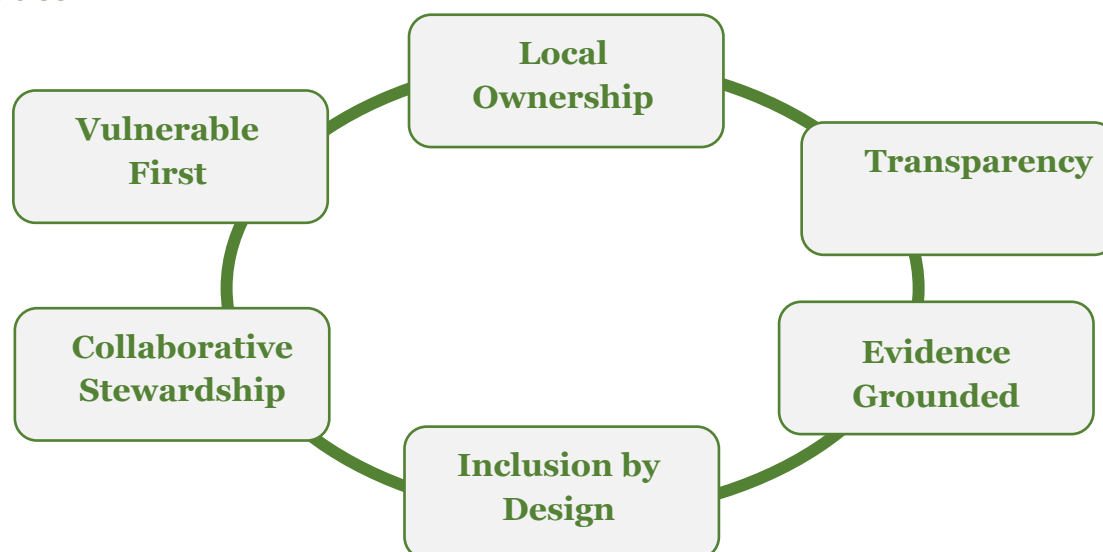 Local
Ownership
Vulnerable
First
Transparency
Collaborative
Stewardship
Evidence
Grounded
Inclusion by
Design